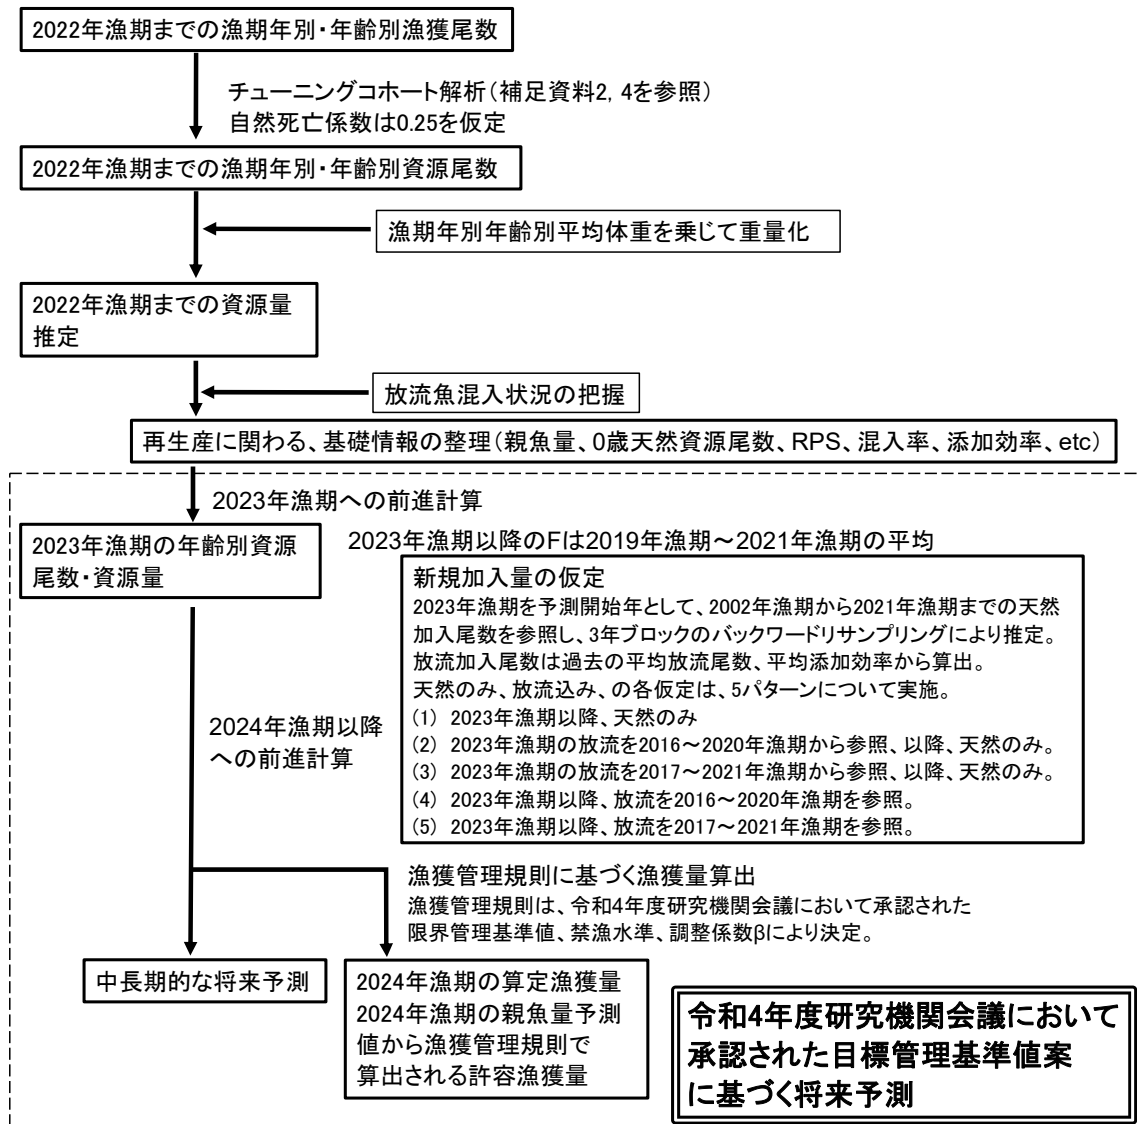 2022年漁期までの漁期年別・年齢別漁獲尾数
チューニングコホート解析（補足資料2, 4を参照）
自然死亡係数は0.25を仮定
2022年漁期までの漁期年別・年齢別資源尾数
漁期年別年齢別平均体重を乗じて重量化
2022年漁期までの資源量
推定
放流魚混入状況の把握
再生産に関わる、基礎情報の整理（親魚量、0歳天然資源尾数、RPS、混入率、添加効率、etc）
2023年漁期への前進計算
2023年漁期の年齢別資源
尾数・資源量
2023年漁期以降のFは2019年漁期～2021年漁期の平均
新規加入量の仮定
2023年漁期を予測開始年として、2002年漁期から2021年漁期までの天然
加入尾数を参照し、3年ブロックのバックワードリサンプリングにより推定。
放流加入尾数は過去の平均放流尾数、平均添加効率から算出。
天然のみ、放流込み、の各仮定は、5パターンについて実施。
(1) 2023年漁期以降、天然のみ
(2) 2023年漁期の放流を2016～2020年漁期から参照、以降、天然のみ。
(3) 2023年漁期の放流を2017～2021年漁期から参照、以降、天然のみ。
(4) 2023年漁期以降、放流を2016～2020年漁期を参照。
(5) 2023年漁期以降、放流を2017～2021年漁期を参照。
2024年漁期以降
への前進計算
漁獲管理規則に基づく漁獲量算出
漁獲管理規則は、令和4年度研究機関会議において承認された
限界管理基準値、禁漁水準、調整係数βにより決定。
中長期的な将来予測
2024年漁期の算定漁獲量
2024年漁期の親魚量予測
値から漁獲管理規則で
算出される許容漁獲量
令和4年度研究機関会議において
承認された目標管理基準値案
に基づく将来予測